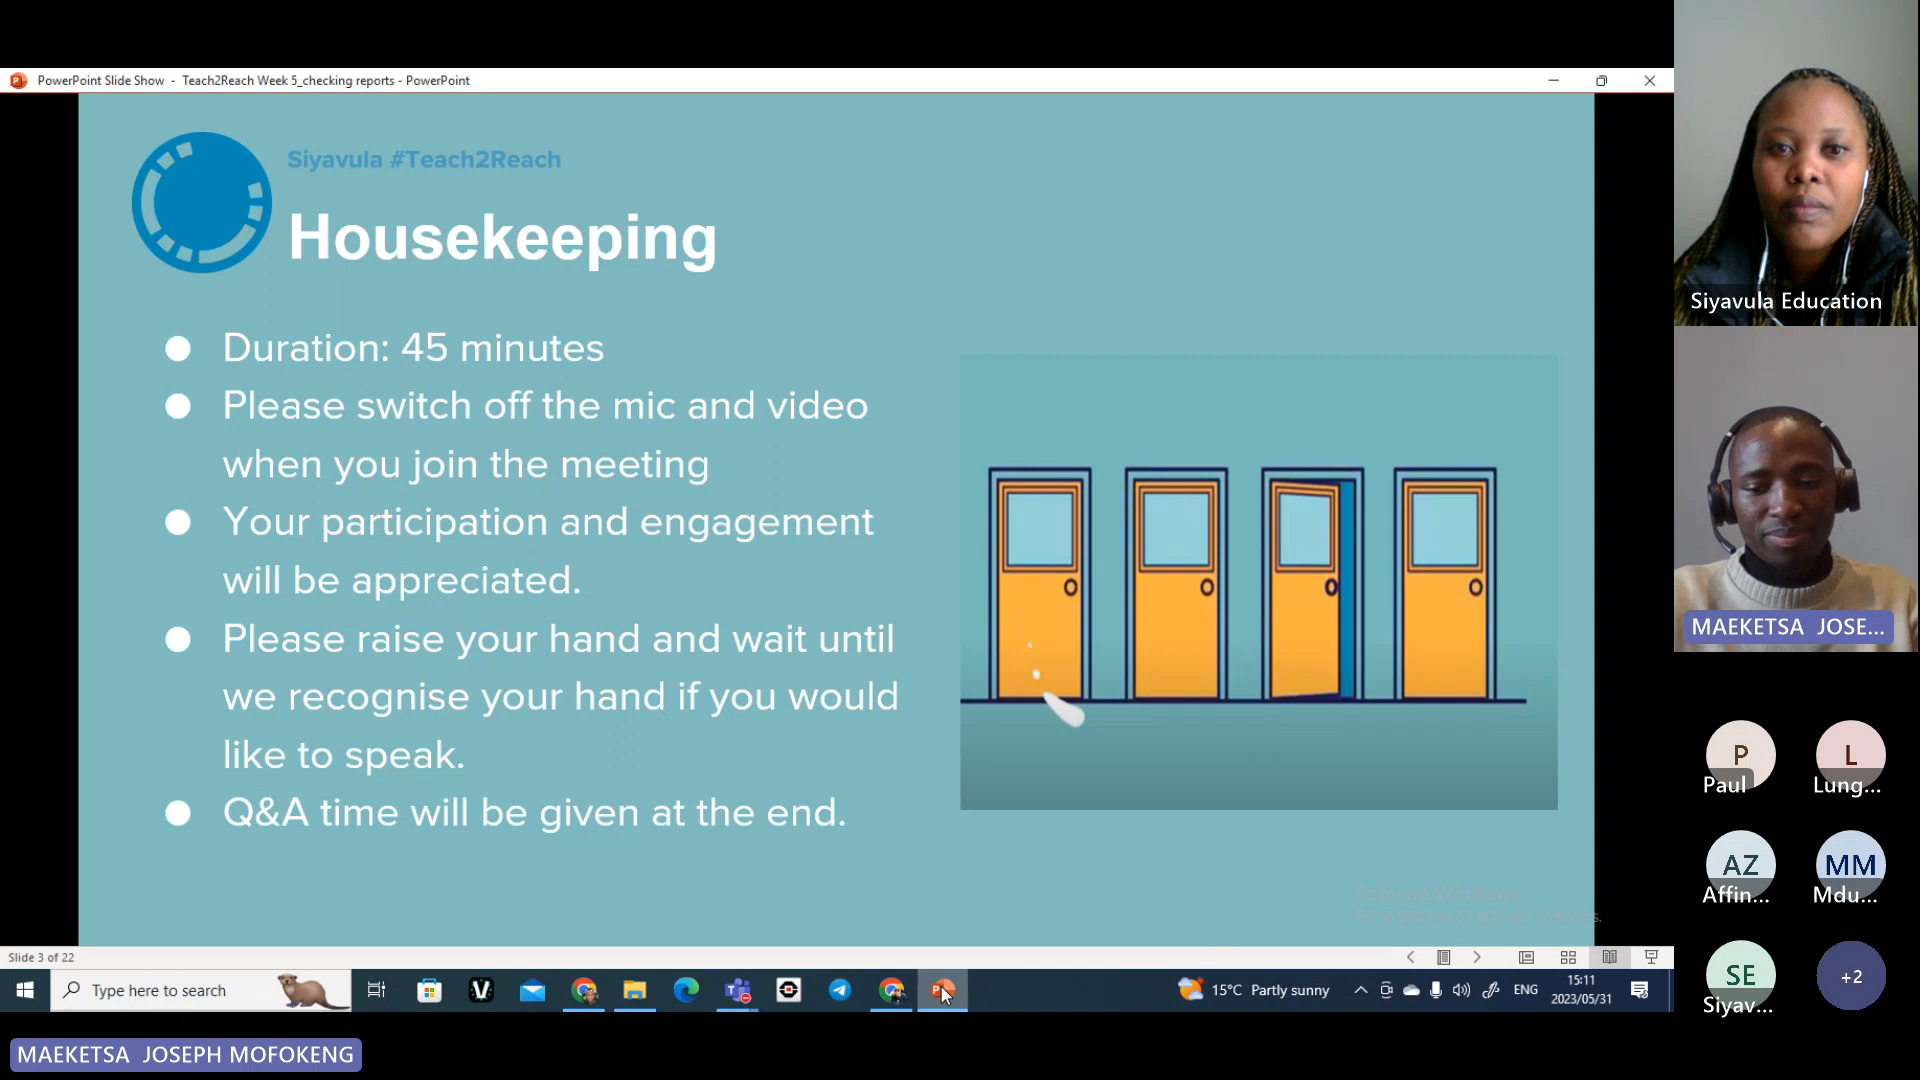 PowerPoint Slide Show - Teach2Reach Week 5_checking reports - PowerPoint
Siyavula #Teach2Reach
Housekeeping
● Duration: 45 minutes
● Please switch off the mic and video
when you join the meeting
● Your participation and engagement
will be appreciated.
● Please raise your hand and wait until
we recognise your hand if you would
like to speak.
● Q&A time will be given at the end.
Slide 3 of 22
Type here to search
15°C Partly sunny
ENG
15:11
2023/05/31
MAEKETSA JOSEPH MOFOKENG
Siyavula Education
MAEKETSA JOSE...
P
Paul
L
Lung...
AZ
Affin...
MM
Mdu...
SE
Siyav...
+2